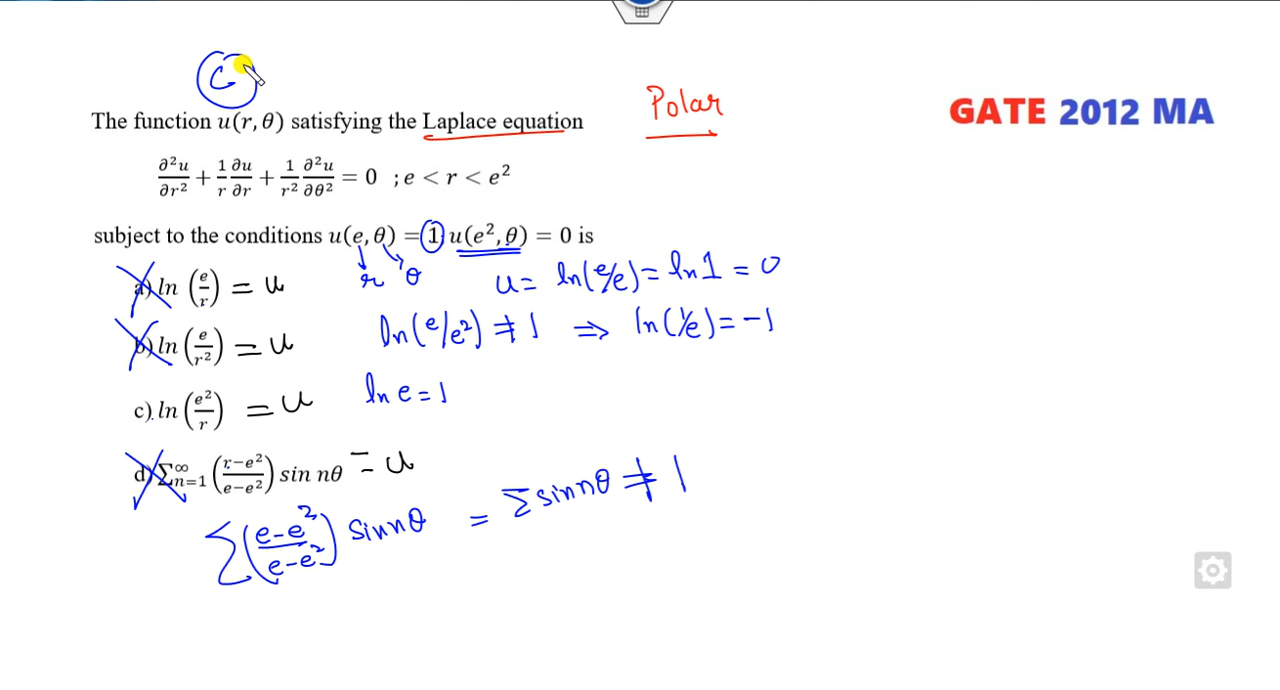 C
Polar
GATE 2012 MA
The function u(r, θ) satisfying the Laplace equation
∂²u/∂r² + 1/r ∂u/∂r + 1/r² ∂²u/∂θ² = 0 ; e < r < e²
subject to the conditions u(e, θ) = 1, u(e², θ) = 0 is
r θ
a) ln (e/r) = u
u = ln(e/e) = ln 1 = 0
b) ln (e/r²) = u
ln(e/e²) ≠ 1 ⇒ ln(1/e) = -1
c). ln (e²/r) = u
ln e = 1
d) Σₙ₌₁^∞ ((r−e²)/(e−e²)) sin nθ = u
Σ((e−e²)/(e−e²)) sin nθ = Σ sin nθ ≠ 1